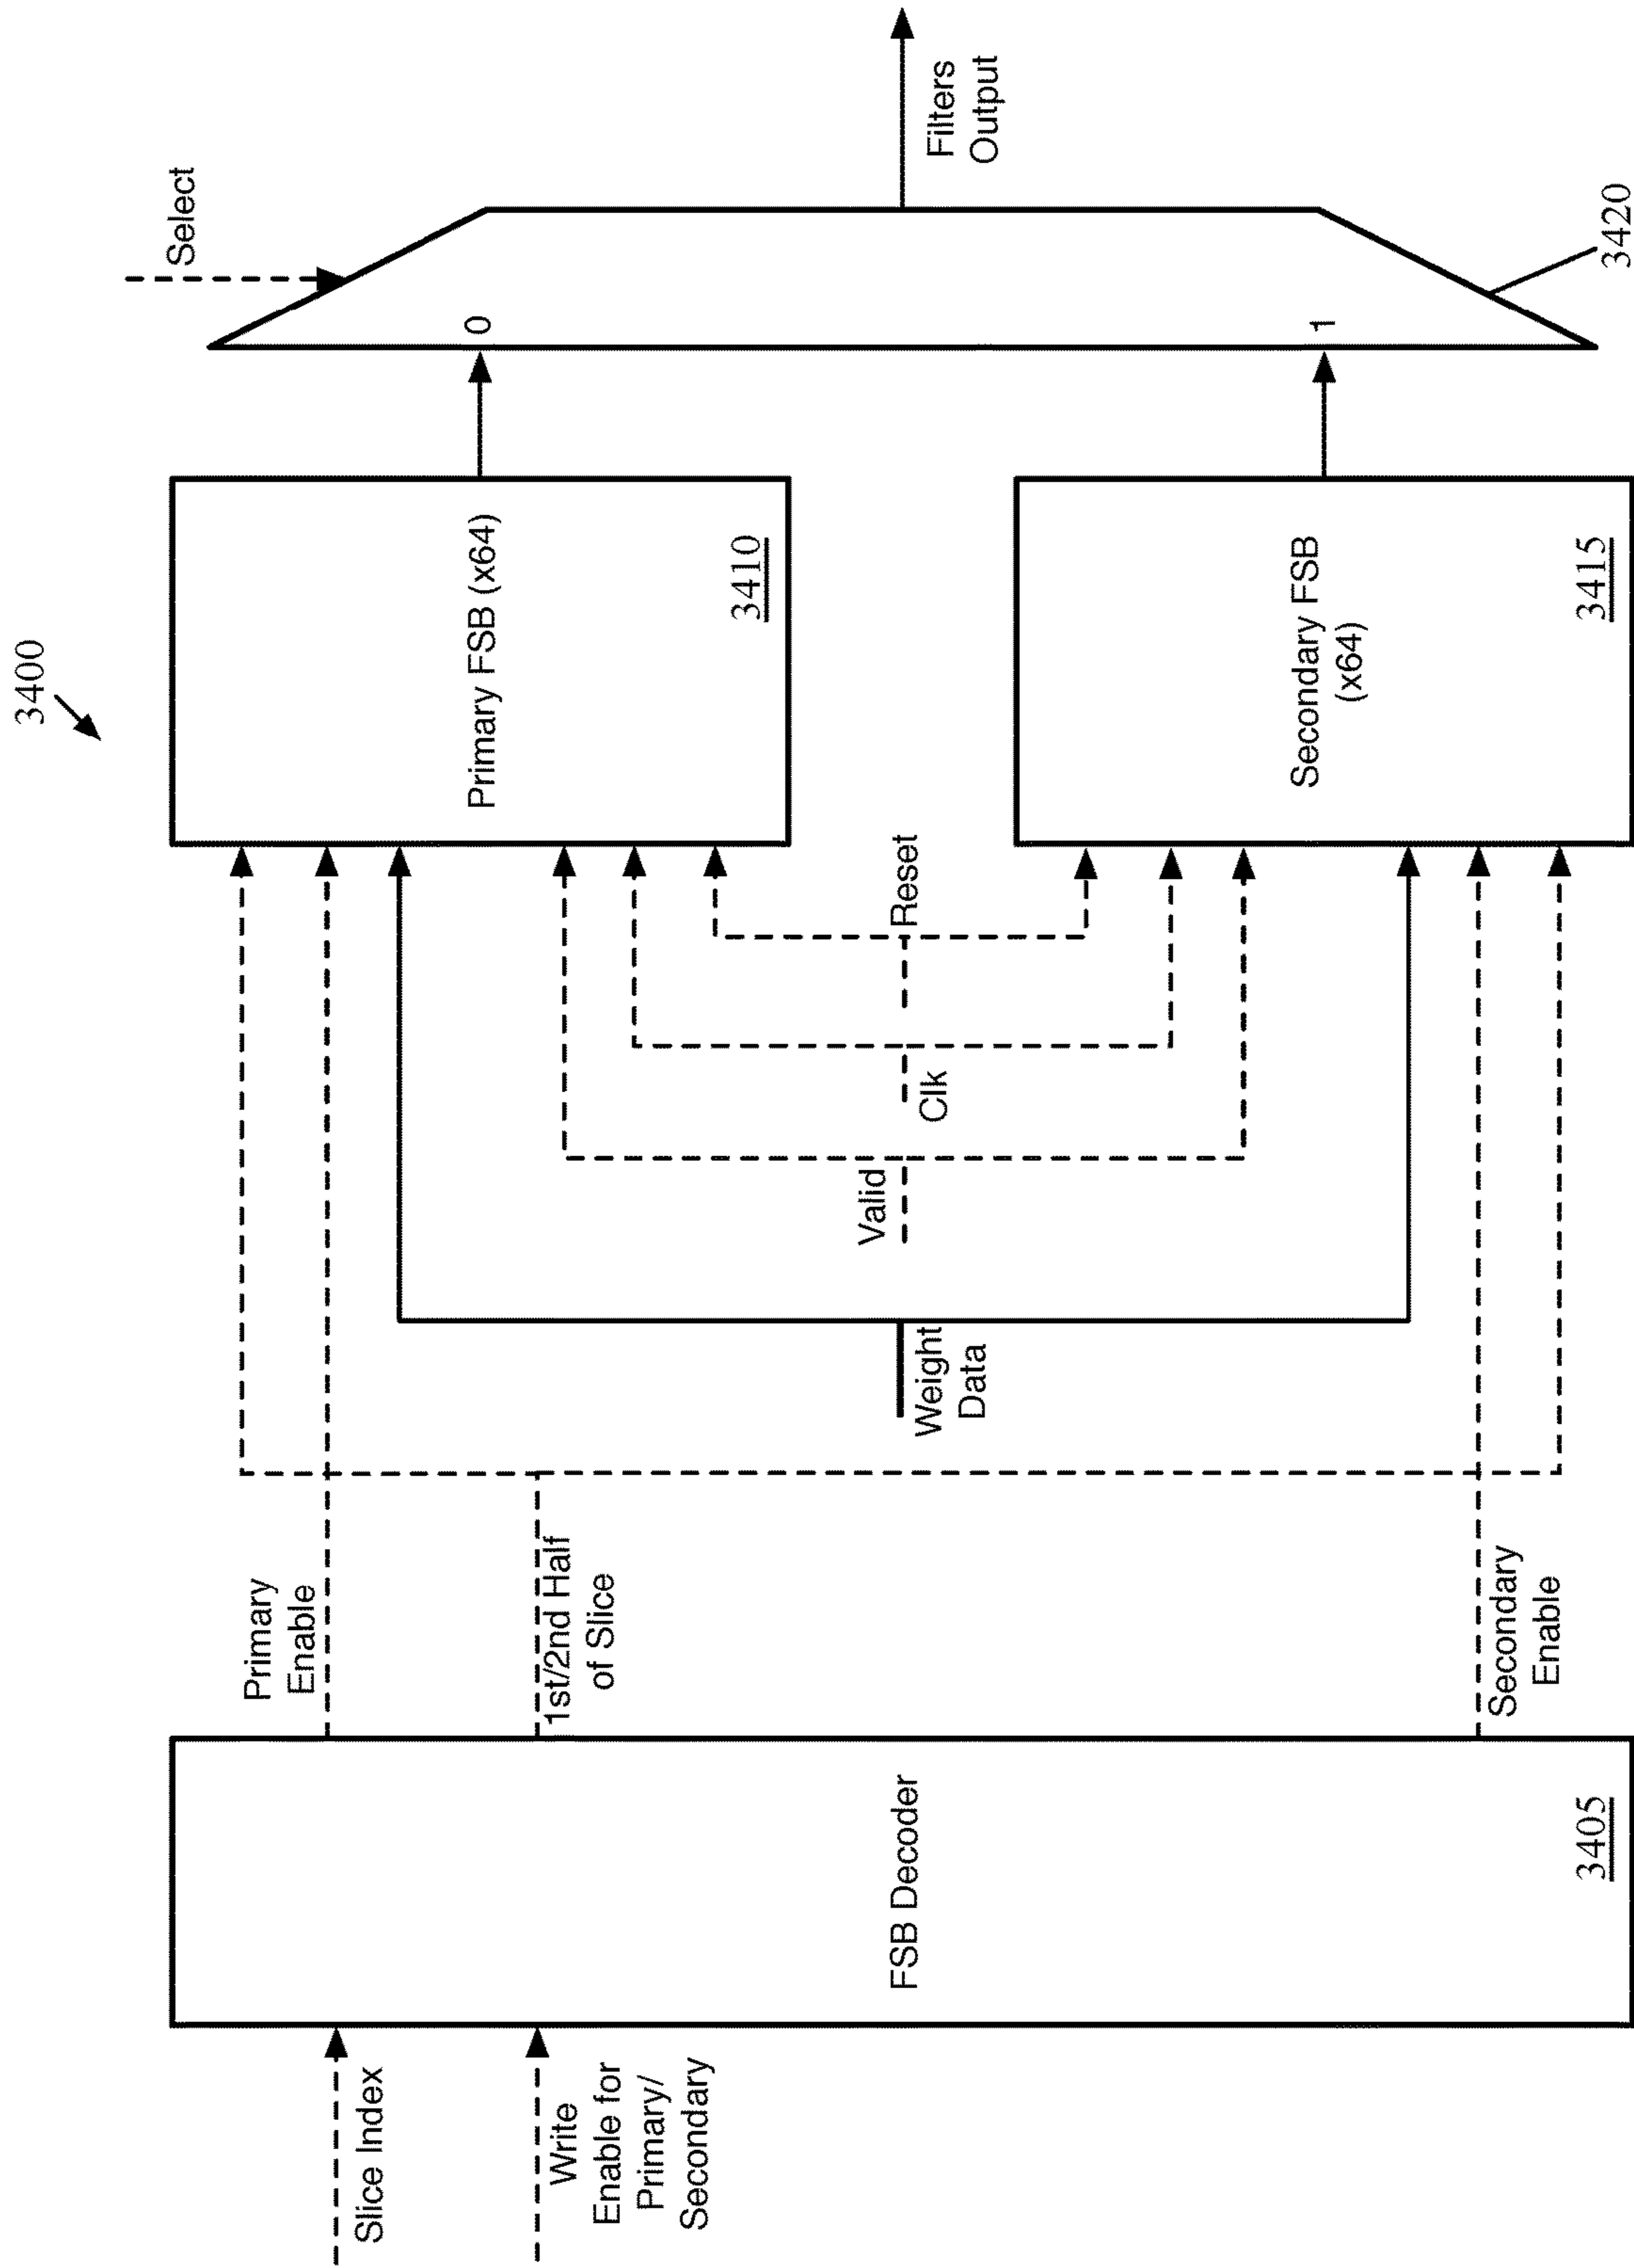 3400
Slice Index
Write
Enable for
Primary/
Secondary
FSB Decoder
3405
Primary
Enable
1st/2nd Half
of Slice
Secondary
Enable
Weight
Data
Valid
Clk
Reset
Primary FSB (x64)
3410
Secondary FSB
(x64)
3415
Select
0
1
3420
Filters
Output